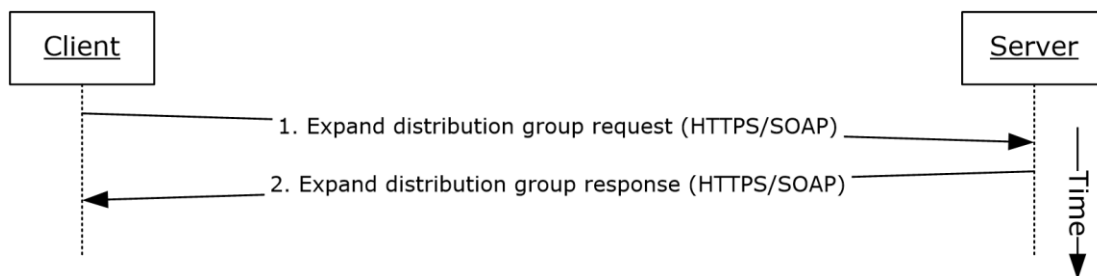 Client
Server
1. Expand distribution group request (HTTPS/SOAP)
2. Expand distribution group response (HTTPS/SOAP)
Time